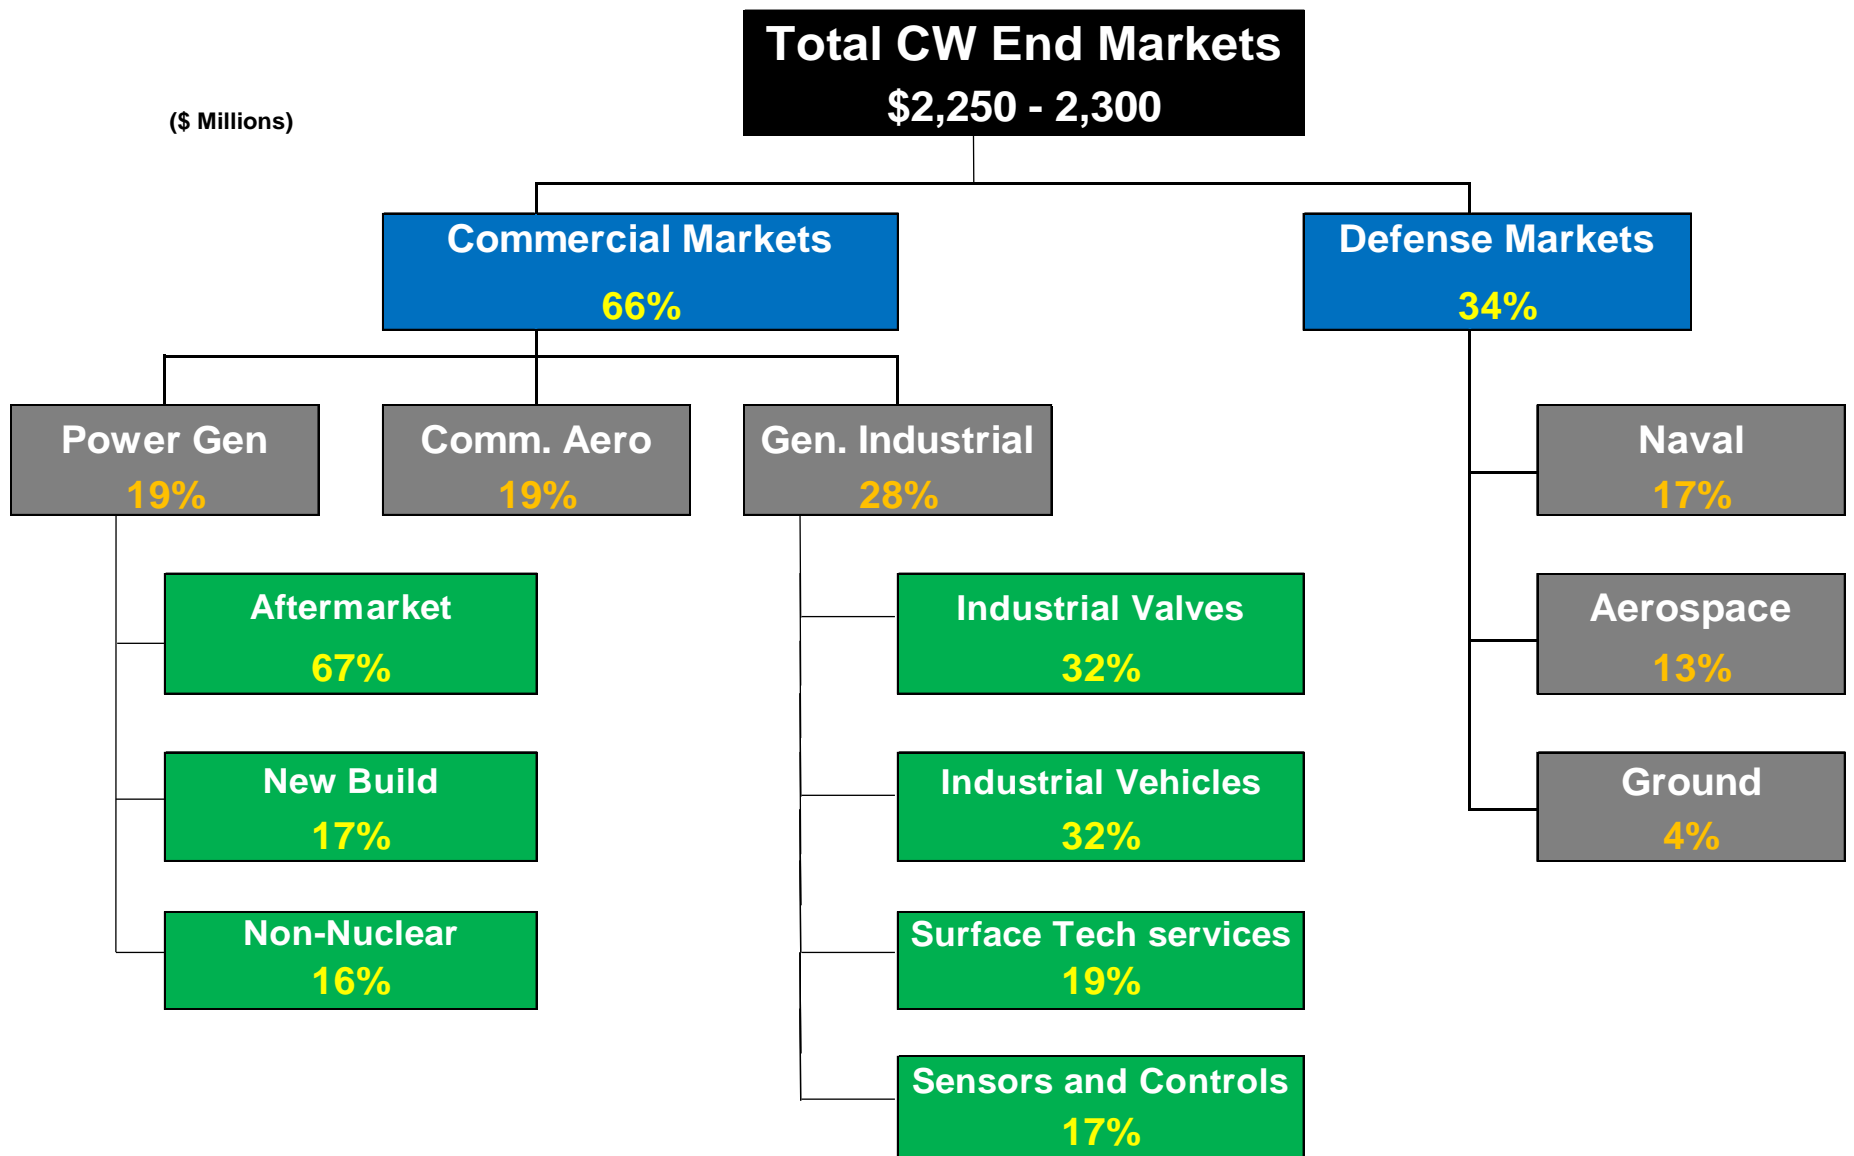 Total CW End Markets
$2,250 - 2,300
($ Millions)
Commercial Markets
66%
Defense Markets
34%
Power Gen
19%
Comm. Aero
19%
Gen. Industrial
28%
Naval
17%
Aftermarket
67%
Industrial Valves
32%
Aerospace
13%
New Build
17%
Industrial Vehicles
32%
Ground
4%
Non-Nuclear
16%
Surface Tech services
19%
Sensors and Controls
17%